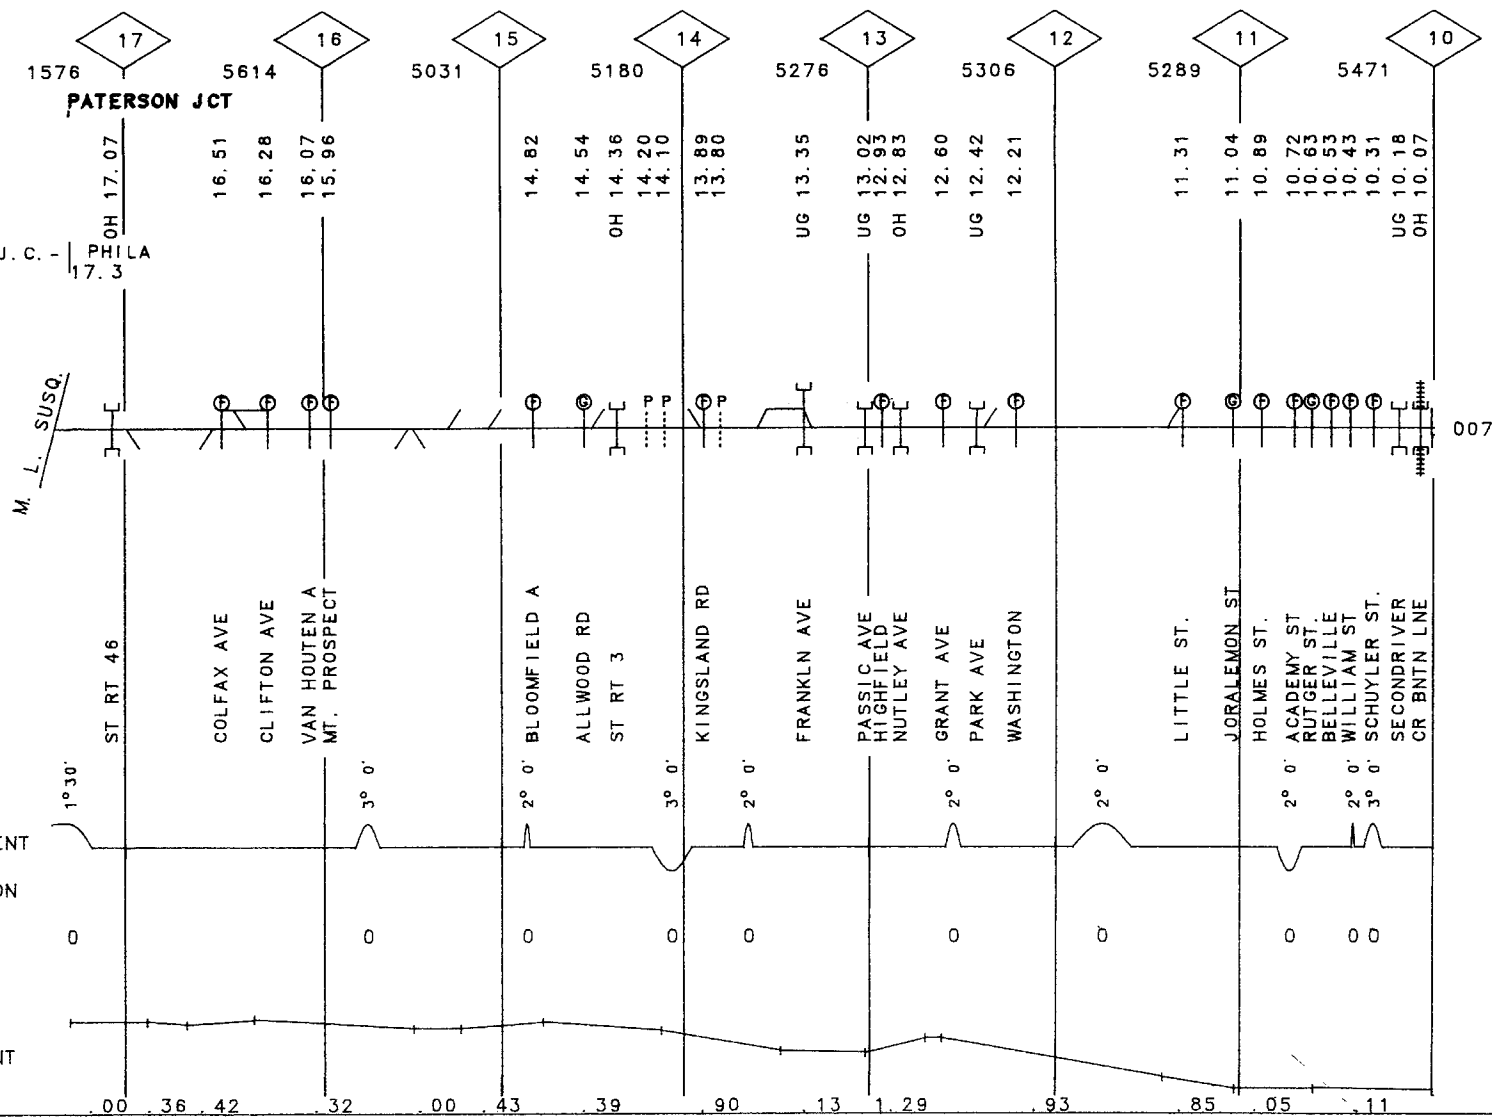 17 16 15 14 13 12 11 10
1576 5614 5031 5180 5276 5306 5289 5471
PATERSON JCT
OH 17.07
16.51
16.28
16.07
15.96
14.82
14.54
OH 14.36
14.20
14.10
13.89
13.80
UG 13.35
UG 13.02
12.93
OH 12.83
12.60
UG 12.42
12.21
11.31
11.04
10.89
10.72
10.63
10.53
10.43
10.31
UG 10.18
OH 10.07
J.C. - PHILA
17.3
M. L. SUSQ.
F F F F F G P P F P F F F F G F F G F F F
007
ST RT 46
COLFAX AVE
CLIFTON AVE
VAN HOUTEN A
MT. PROSPECT
BLOOMFIELD A
ALLWOOD RD
ST RT 3
KINGSLAND RD
FRANKLN AVE
PASSIC AVE
HIGHFIELD
NUTLEY AVE
GRANT AVE
PARK AVE
WASHINGTON
LITTLE ST.
JORALEMON ST
HOLMES ST.
ACADEMY ST
RUTGER ST.
BELLEVILLE
WILLIAM ST
SCHUYLER ST.
SECONDRIVER
CR BNTN LNE
1°30' 3° 0' 2° 0' 3° 0' 2° 0' 2° 0' 2° 0' 2° 0' 2° 0' 3° 0'
ENT
ON
0 0 0 0 0 0 0 0 0 0
NT
.00 .36 .42 .32 .00 .43 .39 .90 .13 1.29 .93 .85 .05 .11